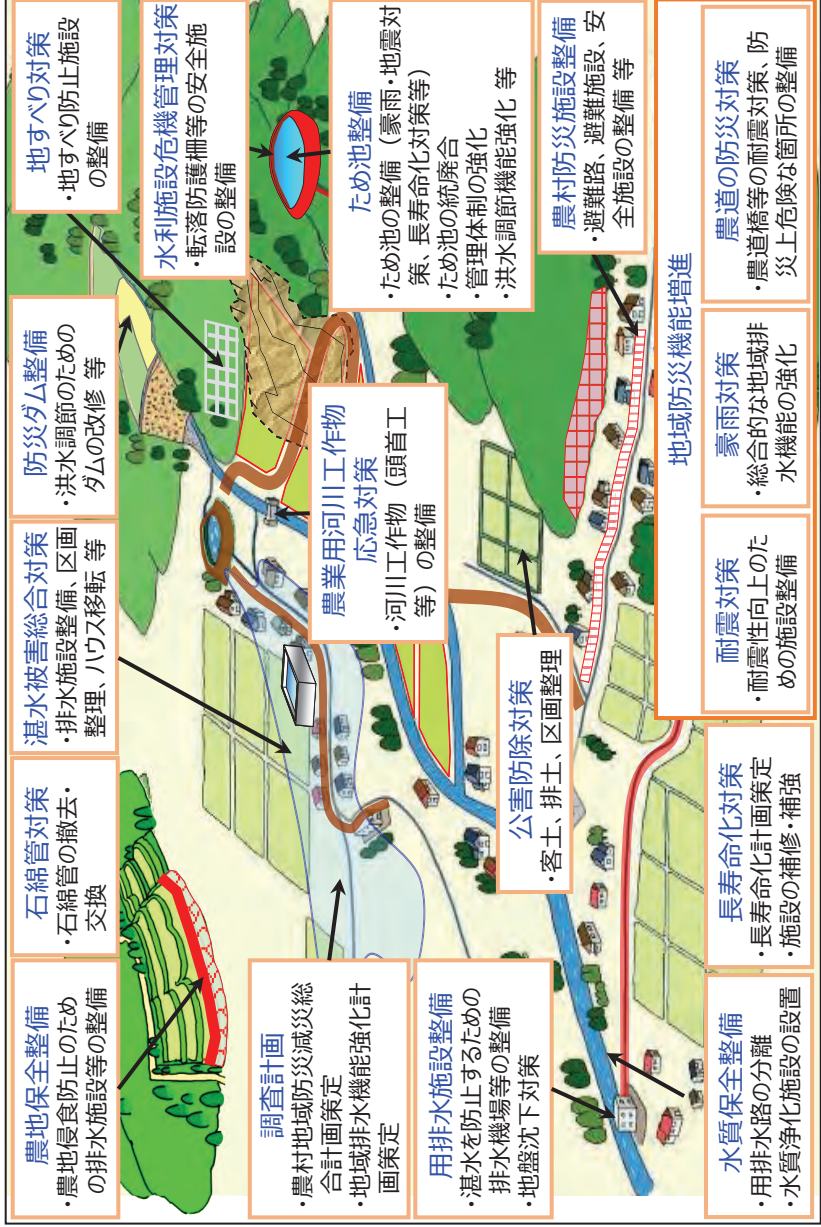 農地保全整備
・農地侵食防止のため
の排水施設等の整備
石綿管対策
・石綿管の撤去・
交換
湛水被害総合対策
・排水施設整備、区画
整理、ハウス移転 等
防災ダム整備
・洪水調節のための
ダムの改修 等
地すべり対策
・地すべり防止施設
の整備
水利施設危機管理対策
・転落防護柵等の安全施
設の整備
ため池整備
・ため池の整備（豪雨・地震対
策、長寿命化対策等）
・ため池の統廃合
・管理体制の強化
・洪水調節機能強化 等
農業用河川工作物
応急対策
・河川工作物（頭首工
等）の整備
調査計画
・農村地域防災減災総
合計画策定
・地域排水機能強化計
画策定
用排水施設整備
・湛水を防止するための
排水機場等の整備
・地盤沈下対策
公害防除対策
・客土、排土、区画整理
農村防災施設整備
・避難路、避難施設、安
全施設の整備 等
水質保全整備
・用排水路の分離
・水質浄化施設の設置
長寿命化対策
・長寿命化計画策定
・施設の補修・補強
地域防災機能増進
耐震対策
・耐震性向上のた
めの施設整備
豪雨対策
・総合的な地域排
水機能の強化
農道の防災対策
・農道橋等の耐震対策、防
災上危険な箇所の整備